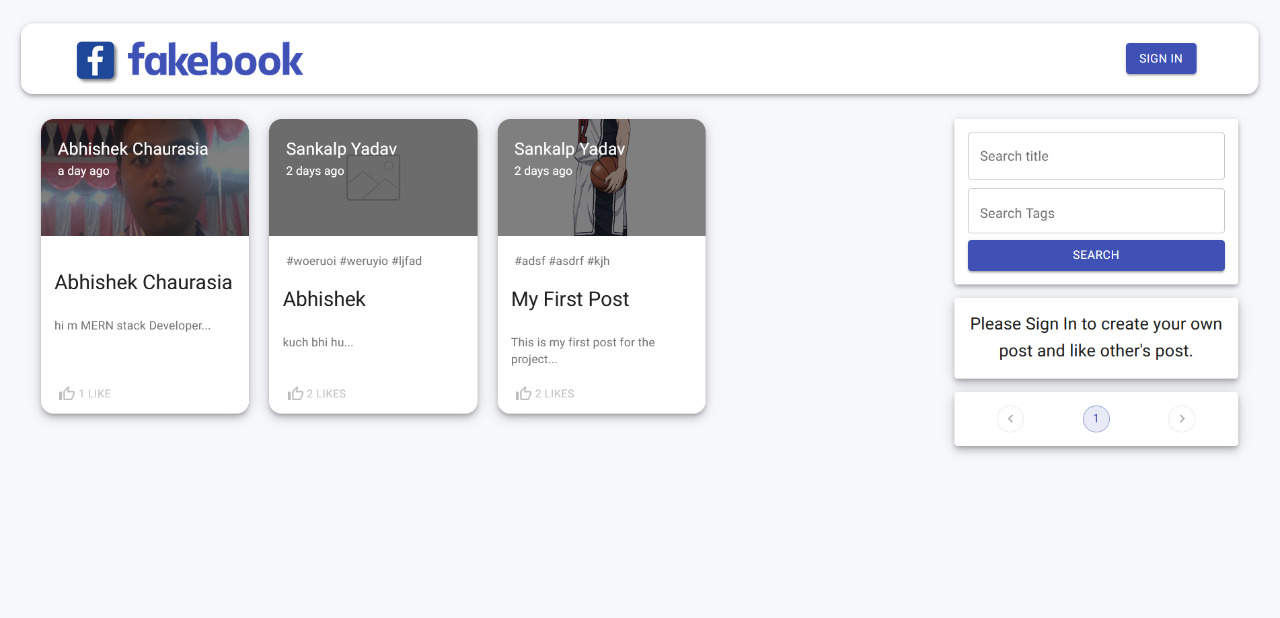 fakebook
SIGN IN
Abhishek Chaurasia
a day ago
Abhishek Chaurasia
hi m MERN stack Developer...
1 LIKE
Sankalp Yadav
2 days ago
#woeruoi #weruyio #ljfad
Abhishek
kuch bhi hu...
2 LIKES
Sankalp Yadav
2 days ago
#adsf #asdrf #kjh
My First Post
This is my first post for the
project...
2 LIKES
Search title
Search Tags
SEARCH
Please Sign In to create your own
post and like other's post.
1